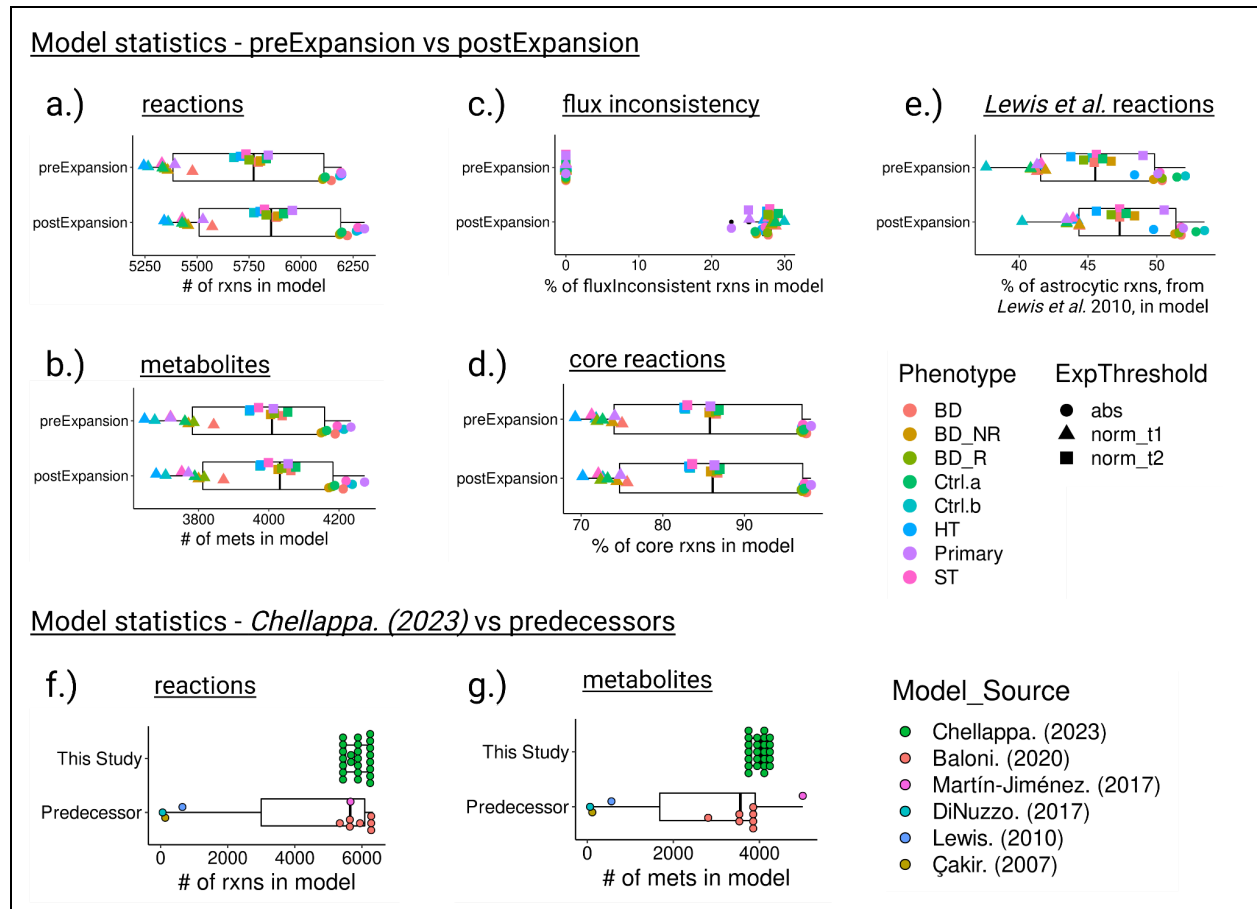 Model statistics - preExpansion vs postExpansion
a.) reactions
preExpansion
postExpansion
5250 5500 5750 6000 6250
# of rxns in model
c.) flux inconsistency
preExpansion
postExpansion
0 10 20 30
% of fluxInconsistent rxns in model
e.) Lewis et al. reactions
preExpansion
postExpansion
40 45 50
% of astrocytic rxns, from
Lewis et al. 2010, in model
b.) metabolites
preExpansion
postExpansion
3800 4000 4200
# of mets in model
d.) core reactions
preExpansion
postExpansion
70 80 90
% of core rxns in model
Phenotype
BD
BD_NR
BD_R
Ctrl.a
Ctrl.b
HT
Primary
ST
ExpThreshold
abs
norm_t1
norm_t2
Model statistics - Chellappa. (2023) vs predecessors
f.) reactions
This Study
Predecessor
0 2000 4000 6000
# of rxns in model
g.) metabolites
This Study
Predecessor
0 2000 4000
# of mets in model
Model_Source
Chellappa. (2023)
Baloni. (2020)
Martín-Jiménez. (2017)
DiNuzzo. (2017)
Lewis. (2010)
Çakir. (2007)